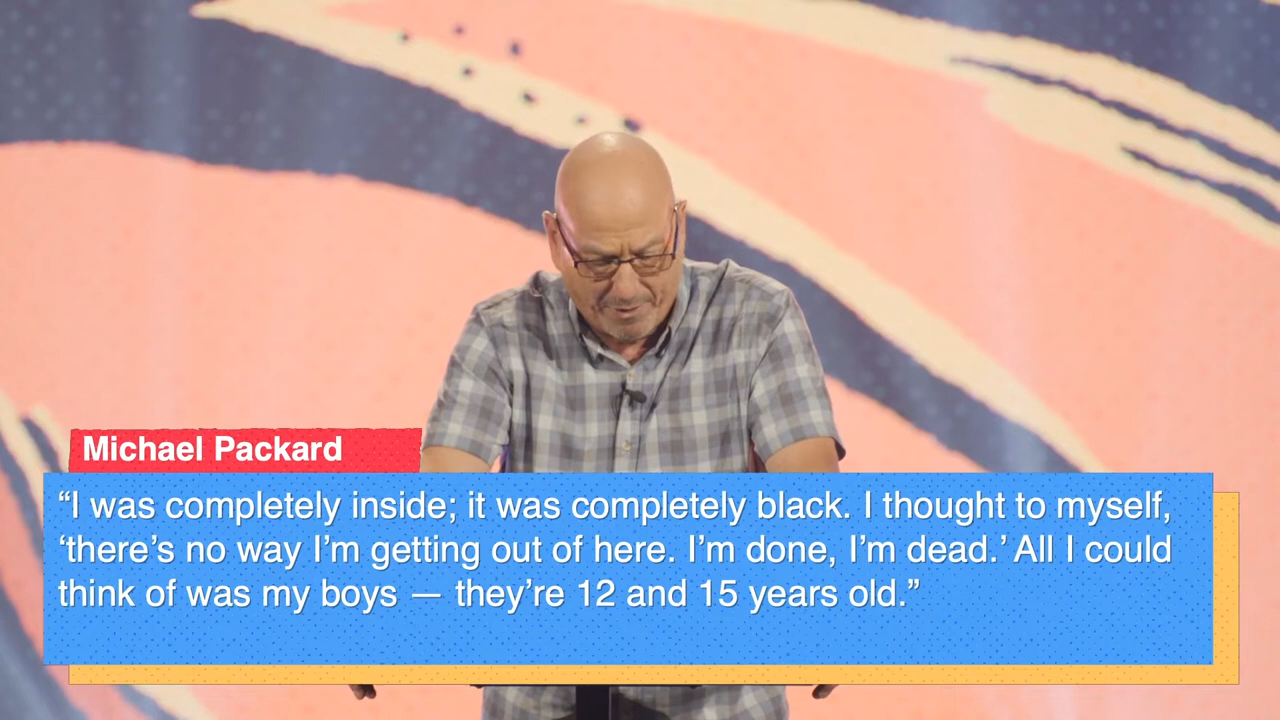 Michael Packard
“I was completely inside; it was completely black. I thought to myself,
‘there’s no way I’m getting out of here. I’m done, I’m dead.’ All I could
think of was my boys — they’re 12 and 15 years old.”